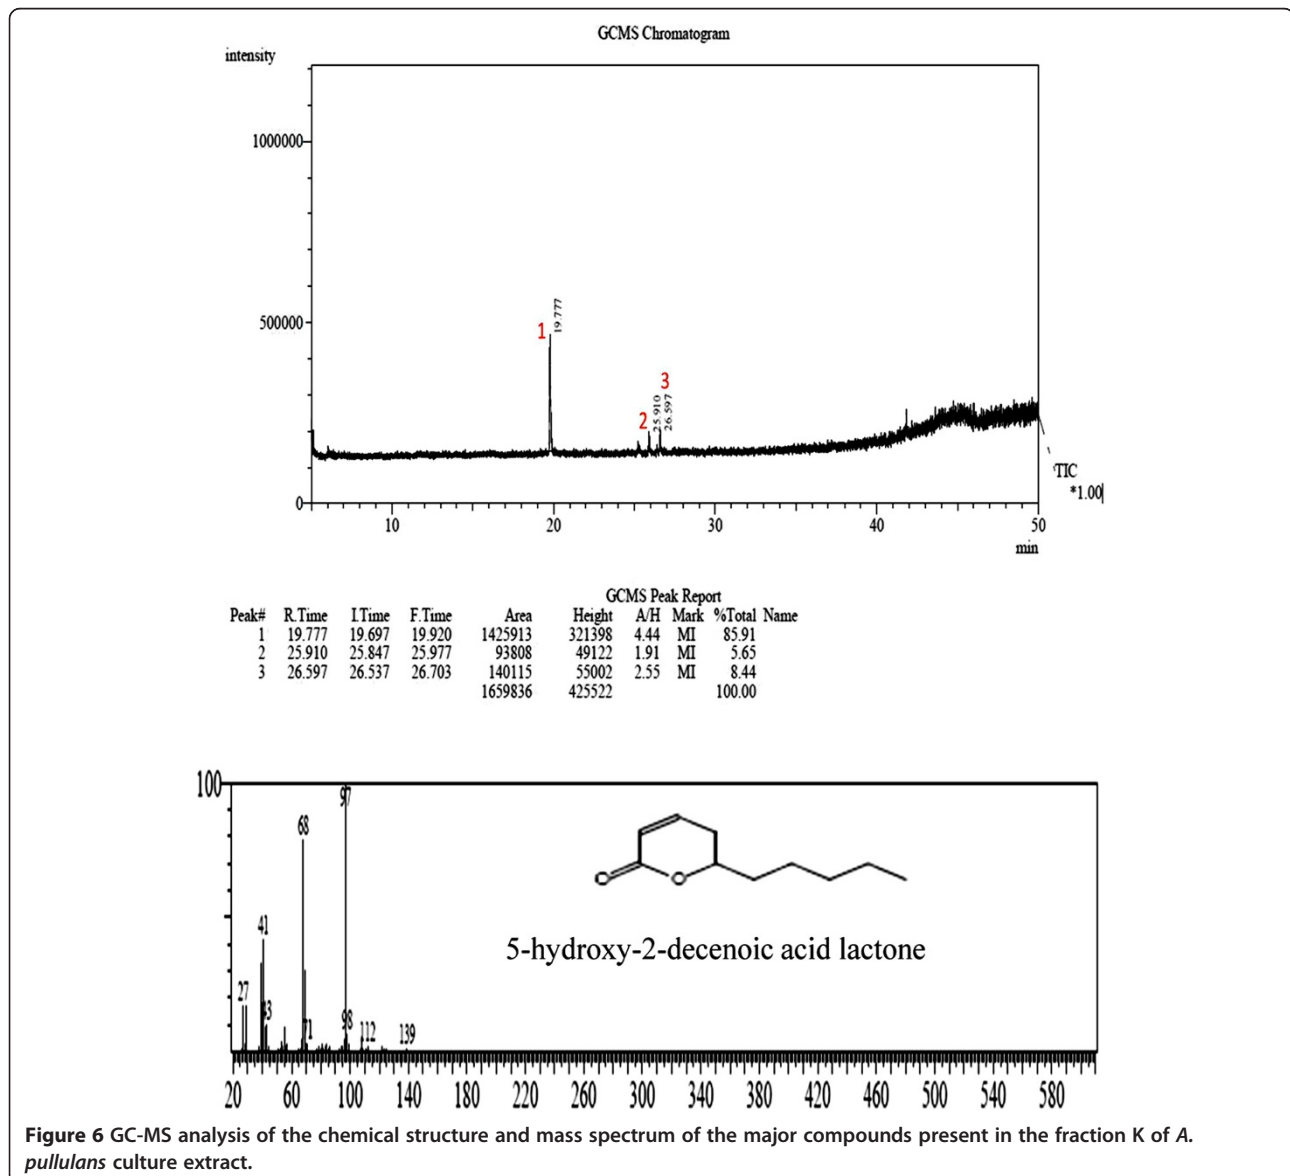 GCMS Chromatogram
intensity
1000000
500000
0
1
19.777
2
25.910
3
26.597
10 20 30 40 50
min
TIC
*1.00
GCMS Peak Report
Peak# R.Time I.Time F.Time Area Height A/H Mark %Total Name
1 19.777 19.697 19.920 1425913 321398 4.44 MI 85.91
2 25.910 25.847 25.977 93808 49122 1.91 MI 5.65
3 26.597 26.537 26.703 140115 55002 2.55 MI 8.44
1659836 425522 100.00
100
97
68
41
27
43
71
98
112
139
O O
5-hydroxy-2-decenoic acid lactone
20 60 100 140 180 220 260 300 340 380 420 460 500 540 580
Figure 6 GC-MS analysis of the chemical structure and mass spectrum of the major compounds present in the fraction K of A.
pullulans culture extract.